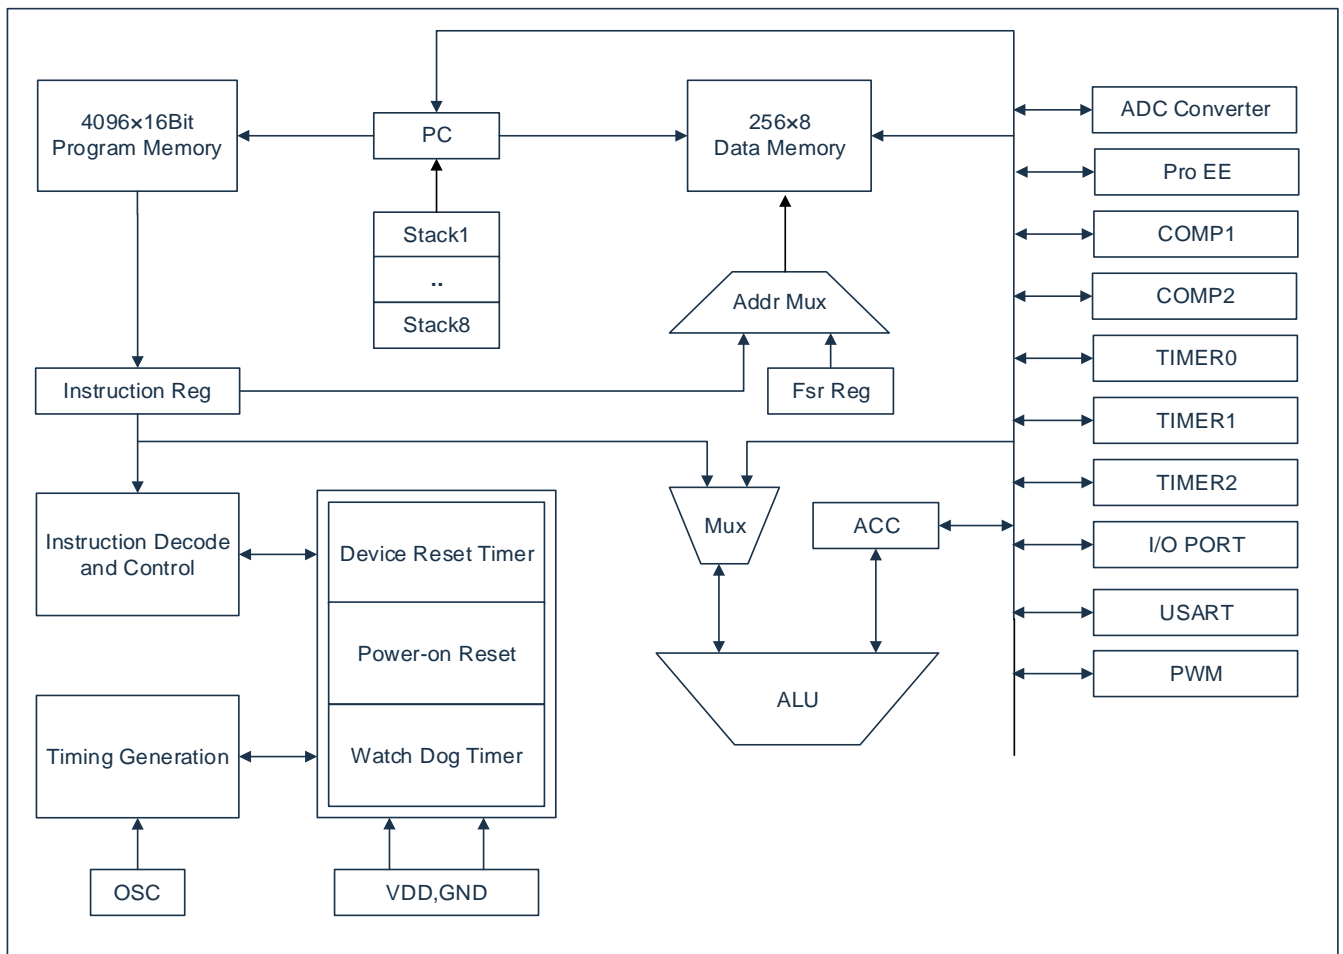 4096×16Bit
Program Memory
PC
256×8
Data Memory
Stack1
..
Stack8
Addr Mux
Instruction Reg
Fsr Reg
Instruction Decode
and Control
Device Reset Timer
Power-on Reset
Watch Dog Timer
Mux
ACC
ALU
Timing Generation
OSC
VDD,GND
ADC Converter
Pro EE
COMP1
COMP2
TIMER0
TIMER1
TIMER2
I/O PORT
USART
PWM